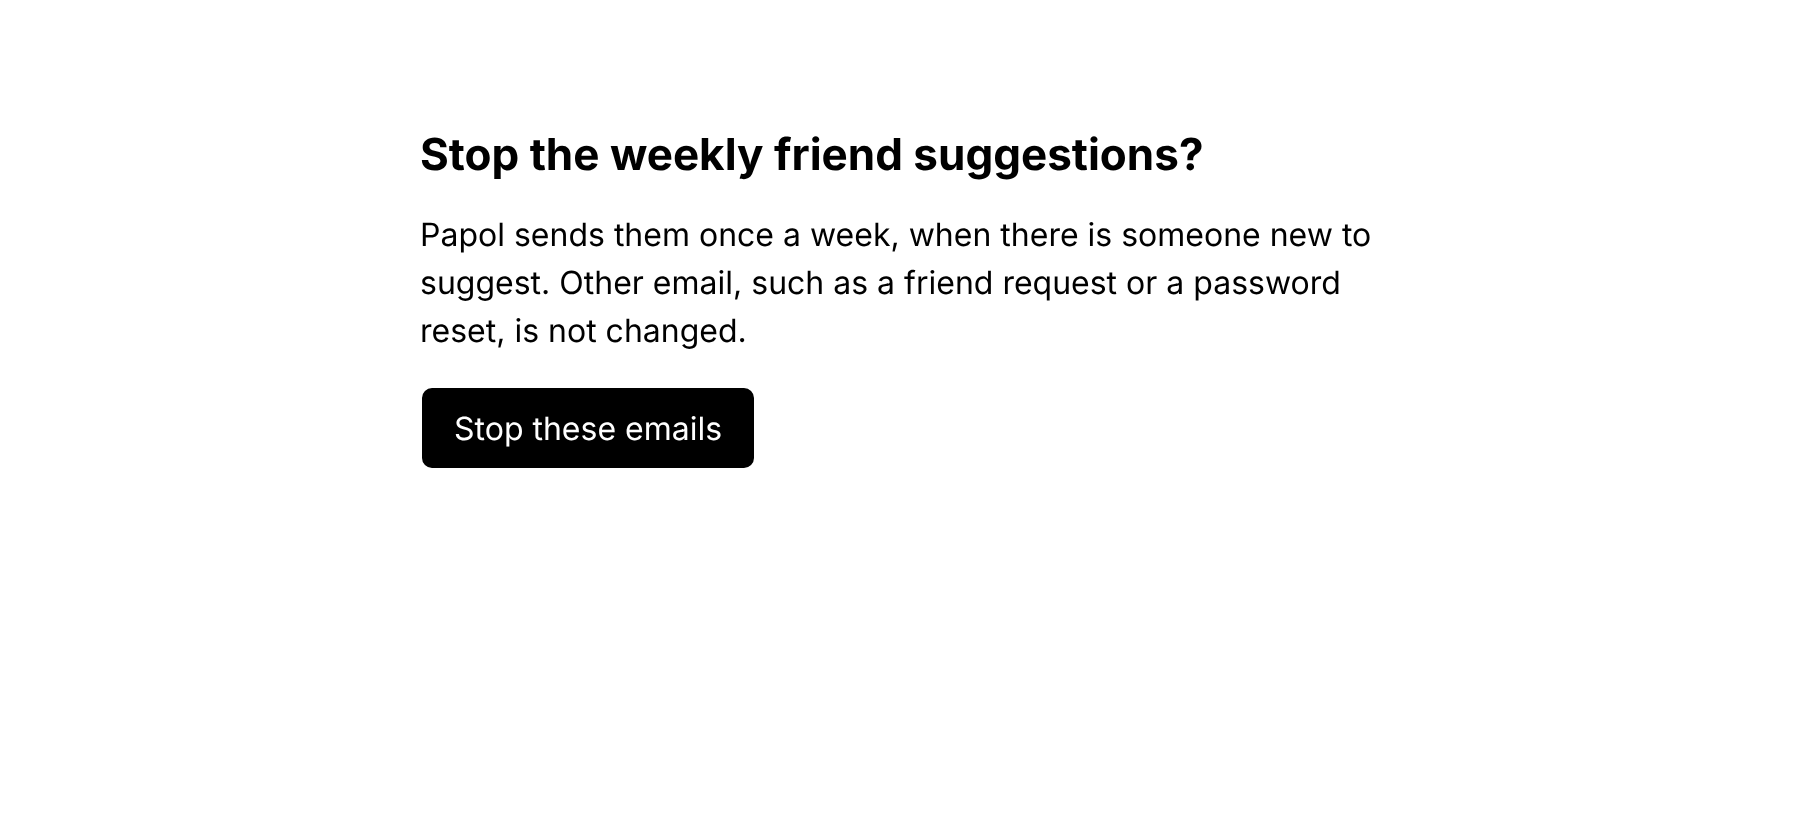 Stop the weekly friend suggestions?
Papol sends them once a week, when there is someone new to
suggest. Other email, such as a friend request or a password
reset, is not changed.
Stop these emails